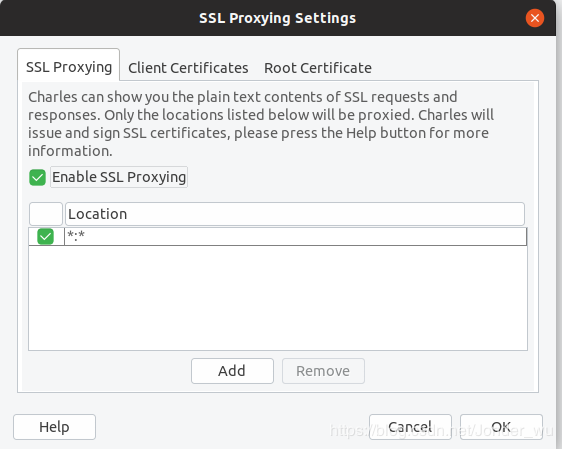 SSL Proxying Settings
SSL Proxying Client Certificates Root Certificate
Charles can show you the plain text contents of SSL requests and
responses. Only the locations listed below will be proxied. Charles will
issue and sign SSL certificates, please press the Help button for more
information.
Enable SSL Proxying
Location
*:*
Add Remove
Help Cancel OK
https://blog.csdn.net/Jonder_wu